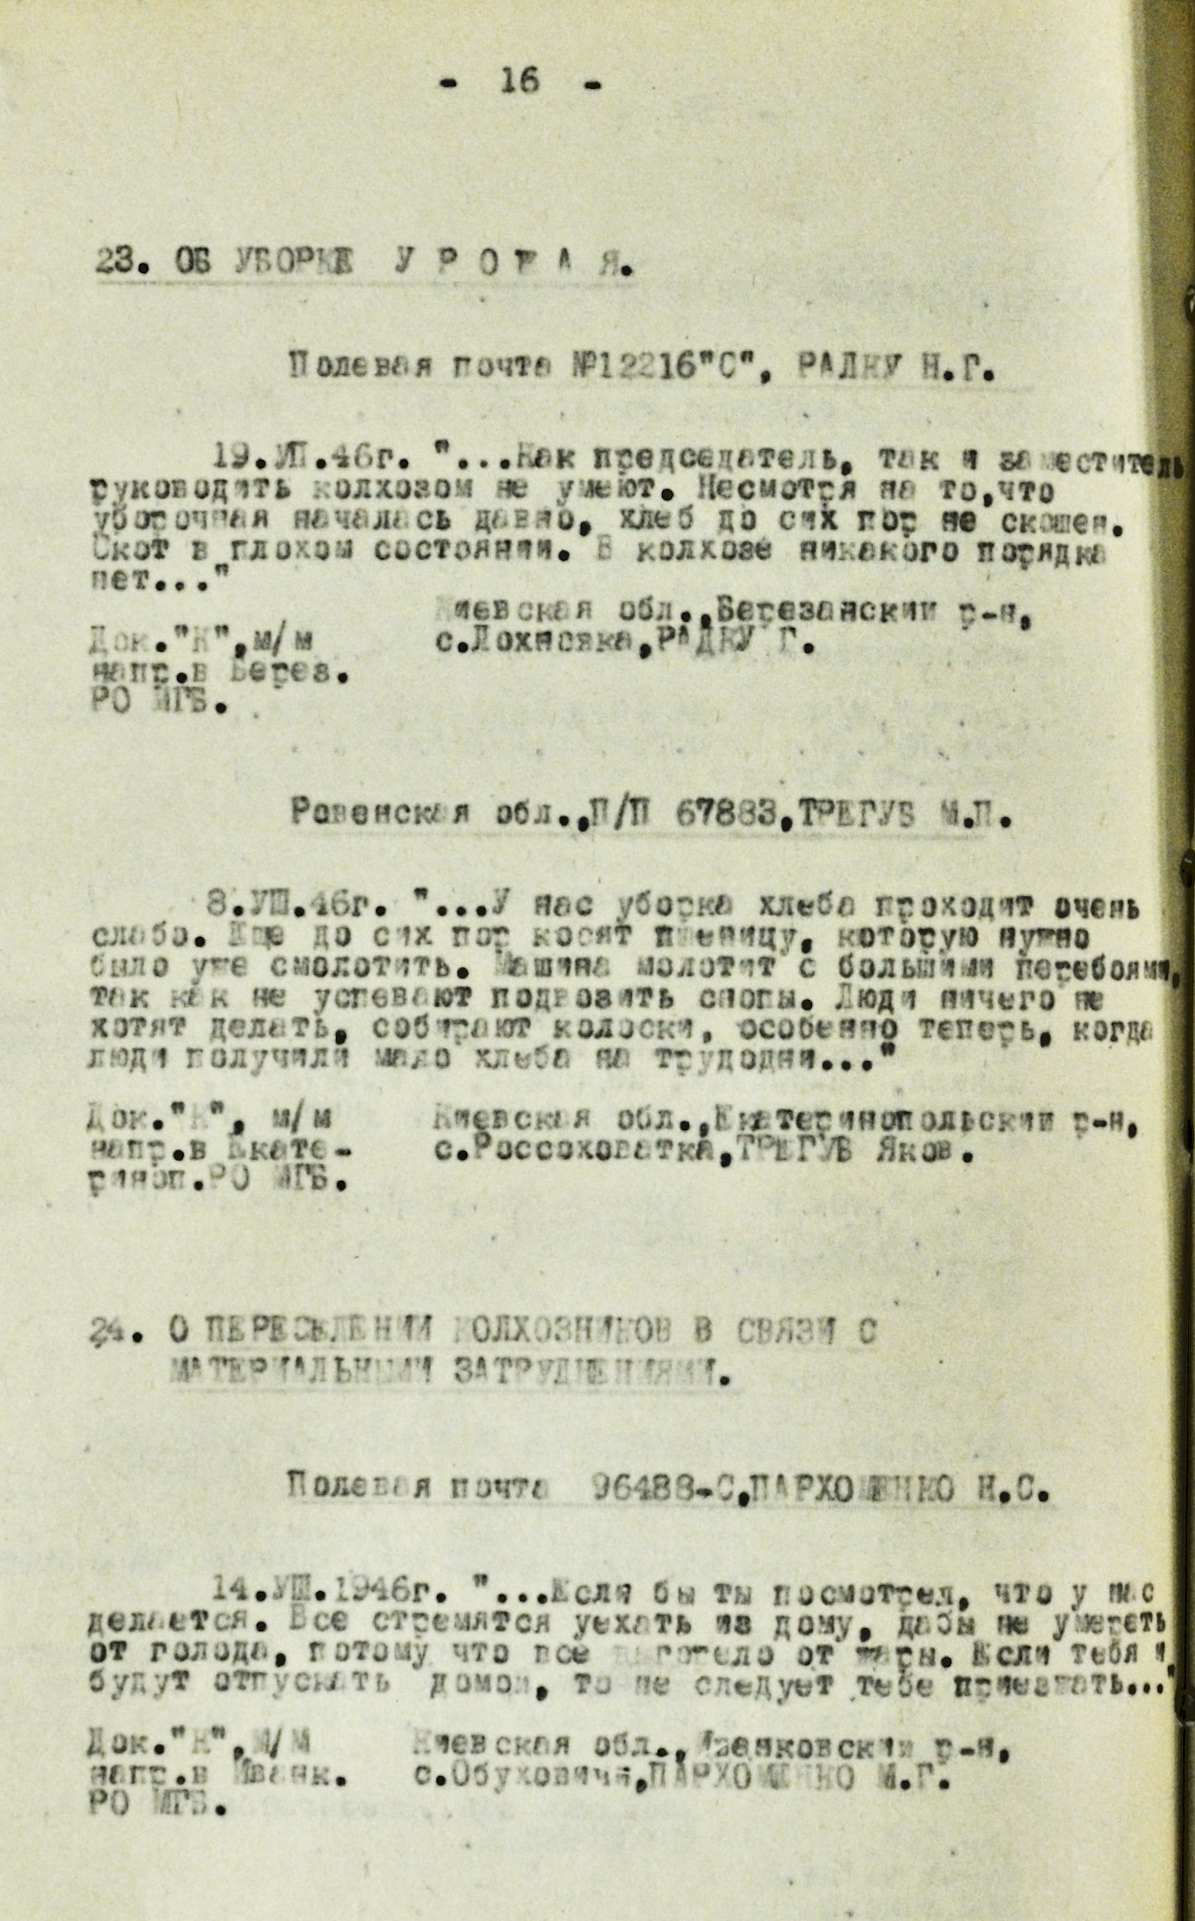 - 16 -
23. ОБ УБОРКЕ У Р О Ж А Я.
Полевая почта №12216"С", РАДКУ Н.Г.
19.УП.46г. "...Как председатель, так и заместитель
руководить колхозом не умеют. Несмотря на то,что
уборочная началась давно, хлеб до сих пор не скошен.
Скот в плохом состоянии. В колхозе никакого порядка
нет..."
Киевская обл.,Березанский р-н,
Док."К",м/м с.Лохновка,РАДКУ Г.
напр.в Берез.
РО МГБ.
Ровенская обл.,П/П 67883,ТРЕГУБ М.П.
8.УШ.46г. "...У нас уборка хлеба проходит очень
слабо. Еще до сих пор косят пшеницу, которую нужно
было уже смолотить. Машина молотит с большими перебоями,
так как не успевают подвозить снопы. Люди ничего не
хотят делать, собирают колоски, особенно теперь, когда
люди получили мало хлеба на трудодни..."
Док."К", м/м Киевская обл.,Екатеринопольский р-н,
напр.в Екате- с.Россоховатка,ТРЕГУБ Яков.
риноп.РО МГБ.
24. О ПЕРЕСЕЛЕНИИ КОЛХОЗНИКОВ В СВЯЗИ С
МАТЕРИАЛЬНЫМИ ЗАТРУДНЕНИЯМИ.
Полевая почта 96488-С,ПАРХОМЕНКО Н.С.
14.УШ.1946г. "...Если бы ты посмотрел, что у нас
делается. Все стремятся уехать из дому, дабы не умереть
от голода, потому что все выгорело от жары. Если тебя и
будут отпускать домой, то не следует тебе приезжать..."
Док."К",м/м Киевская обл.,Иванковский р-н,
напр.в Иванк. с.Обуховичи,ПАРХОМЕНКО М.Г.
РО МГБ.